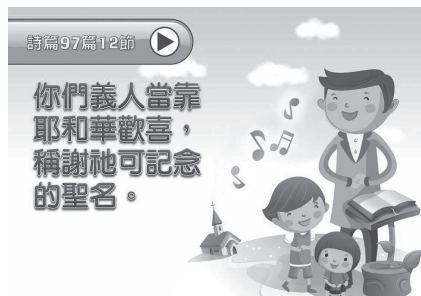 詩篇97篇12節
你們義人當靠
耶和華歡喜，
稱謝祂可記念
的聖名。